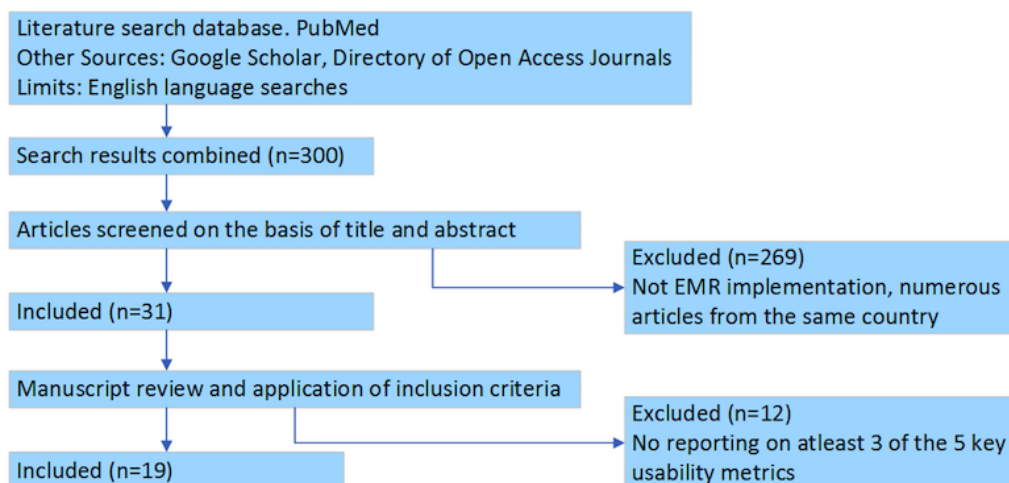 Literature search database. PubMed
Other Sources: Google Scholar, Directory of Open Access Journals
Limits: English language searches
Search results combined (n=300)
Articles screened on the basis of title and abstract
Excluded (n=269)
Not EMR implementation, numerous
articles from the same country
Included (n=31)
Manuscript review and application of inclusion criteria
Excluded (n=12)
No reporting on atleast 3 of the 5 key
usability metrics
Included (n=19)